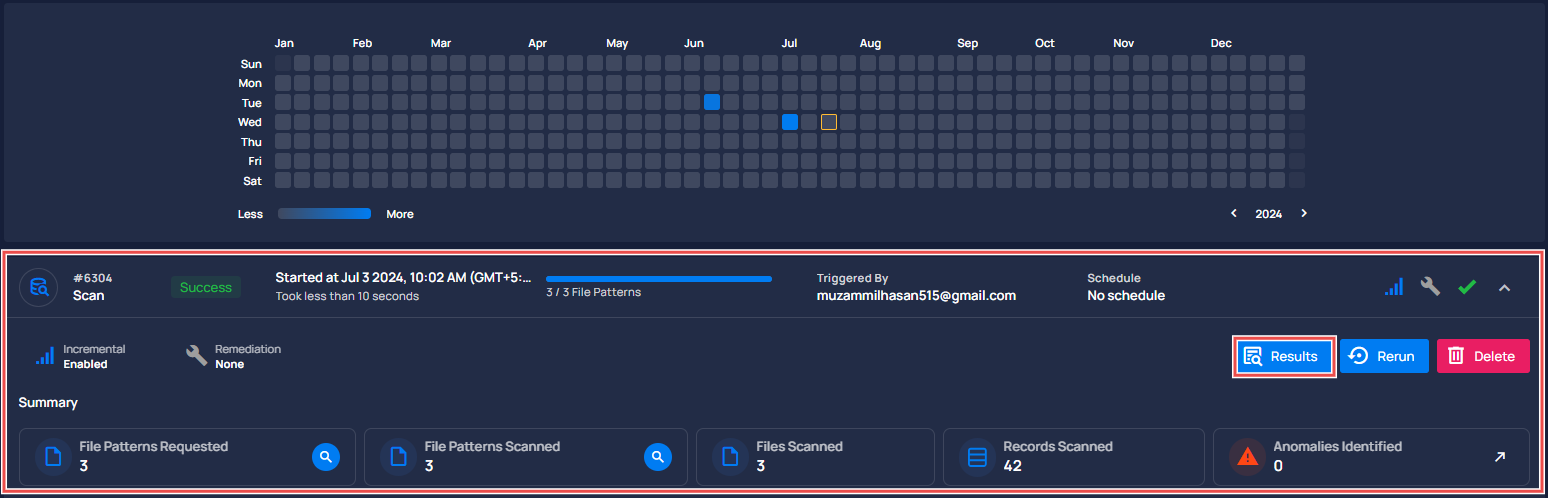 Jan Feb Mar Apr May Jun Jul Aug Sep Oct Nov Dec
Sun
Mon
Tue
Wed
Thu
Fri
Sat
Less More 2024
#6304
Scan
Success
Started at Jul 3 2024, 10:02 AM (GMT+5:...
Took less than 10 seconds
3 / 3 File Patterns
Triggered By
muzammilhasan515@gmail.com
Schedule
No schedule
Incremental
Enabled
Remediation
None
Results
Rerun
Delete
Summary
File Patterns Requested
3
File Patterns Scanned
3
Files Scanned
3
Records Scanned
42
Anomalies Identified
0